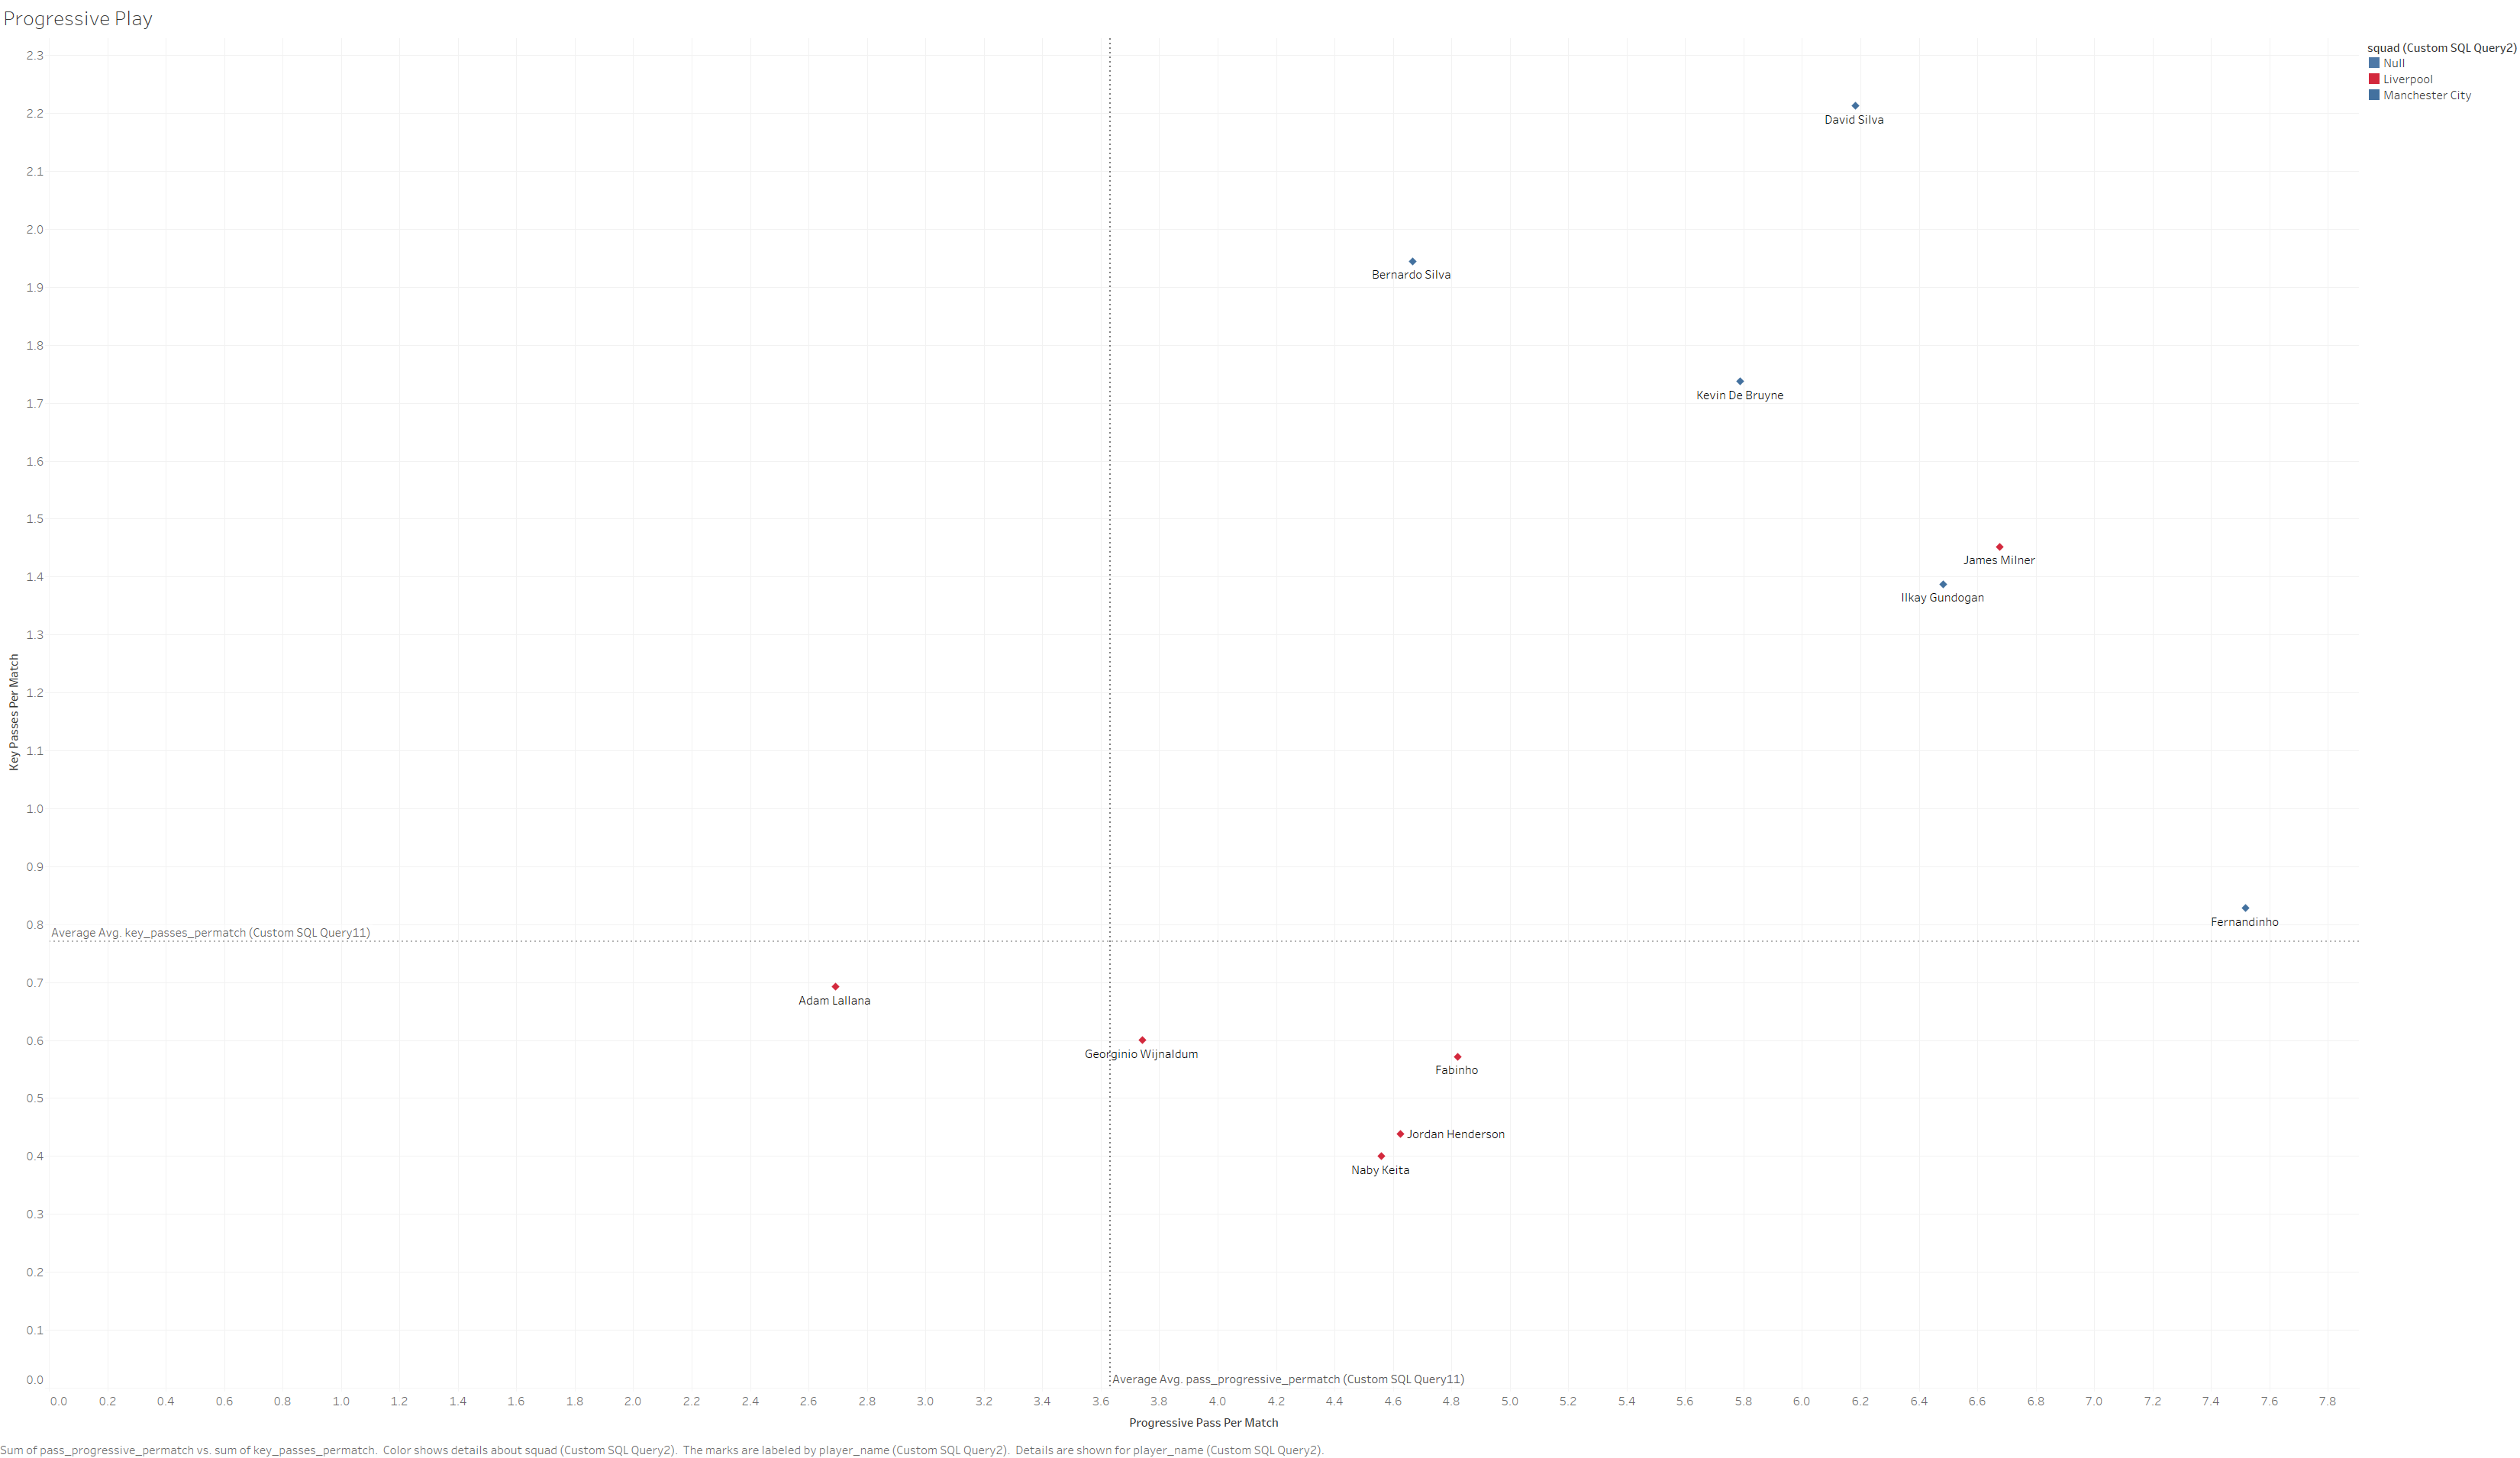 Progressive Play
squad (Custom SQL Query2)
Null
Liverpool
Manchester City
Key Passes Per Match
2.3
2.2
2.1
2.0
1.9
1.8
1.7
1.6
1.5
1.4
1.3
1.2
1.1
1.0
0.9
0.8
0.7
0.6
0.5
0.4
0.3
0.2
0.1
0.0
David Silva
Bernardo Silva
Kevin De Bruyne
James Milner
Ilkay Gundogan
Fernandinho
Average Avg. key_passes_permatch (Custom SQL Query11)
Adam Lallana
Georginio Wijnaldum
Fabinho
Jordan Henderson
Naby Keita
Average Avg. pass_progressive_permatch (Custom SQL Query11)
0.0 0.2 0.4 0.6 0.8 1.0 1.2 1.4 1.6 1.8 2.0 2.2 2.4 2.6 2.8 3.0 3.2 3.4 3.6 3.8 4.0 4.2 4.4 4.6 4.8 5.0 5.2 5.4 5.6 5.8 6.0 6.2 6.4 6.6 6.8 7.0 7.2 7.4 7.6 7.8
Progressive Pass Per Match
Sum of pass_progressive_permatch vs. sum of key_passes_permatch. Color shows details about squad (Custom SQL Query2). The marks are labeled by player_name (Custom SQL Query2). Details are shown for player_name (Custom SQL Query2).